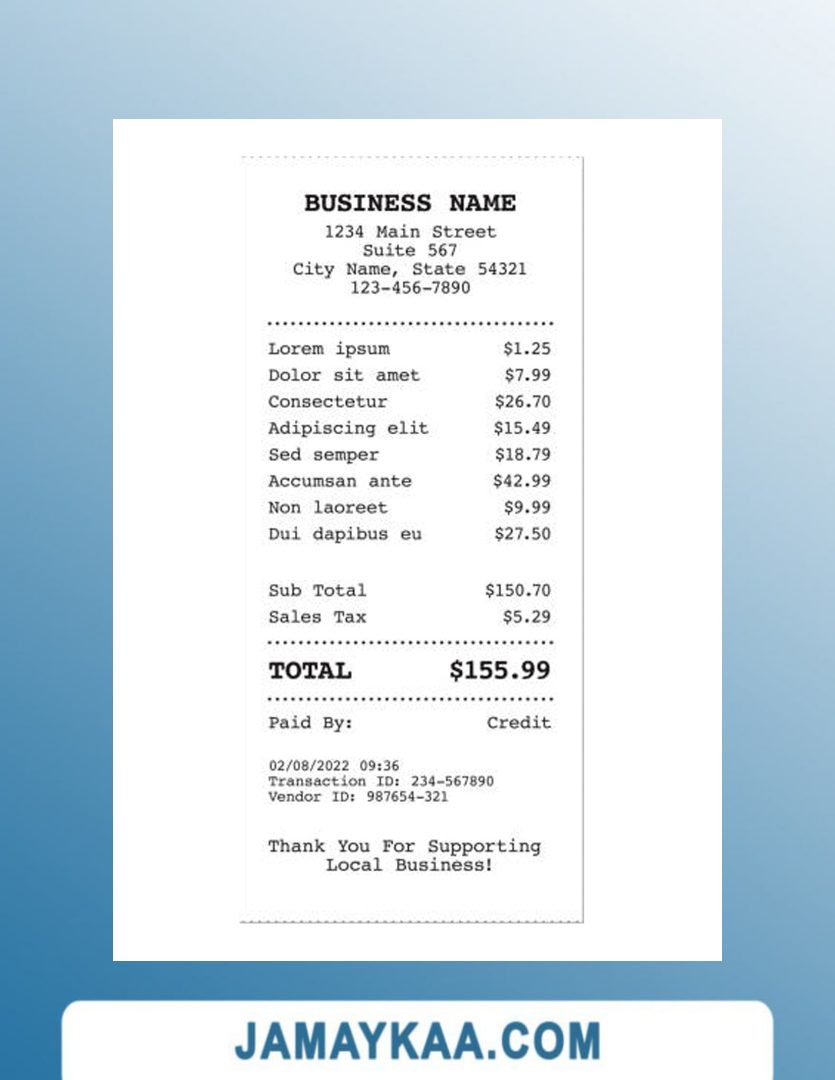 BUSINESS NAME
1234 Main Street
Suite 567
City Name, State 54321
123-456-7890
Lorem ipsum $1.25
Dolor sit amet $7.99
Consectetur $26.70
Adipiscing elit $15.49
Sed semper $18.79
Accumsan ante $42.99
Non laoreet $9.99
Dui dapibus eu $27.50
Sub Total $150.70
Sales Tax $5.29
TOTAL $155.99
Paid By: Credit
02/08/2022 09:36
Transaction ID: 234-567890
Vendor ID: 987654-321
Thank You For Supporting
Local Business!
JAMAYKAA.COM